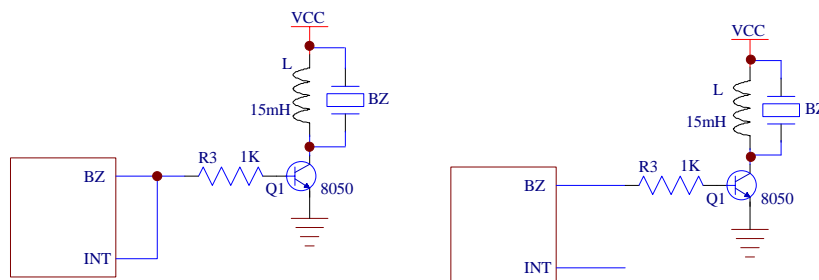 VCC
L
BZ
15mH
R3 1K
BZ
Q1
8050
INT
VCC
L
BZ
15mH
R3 1K
BZ
Q1
8050
INT